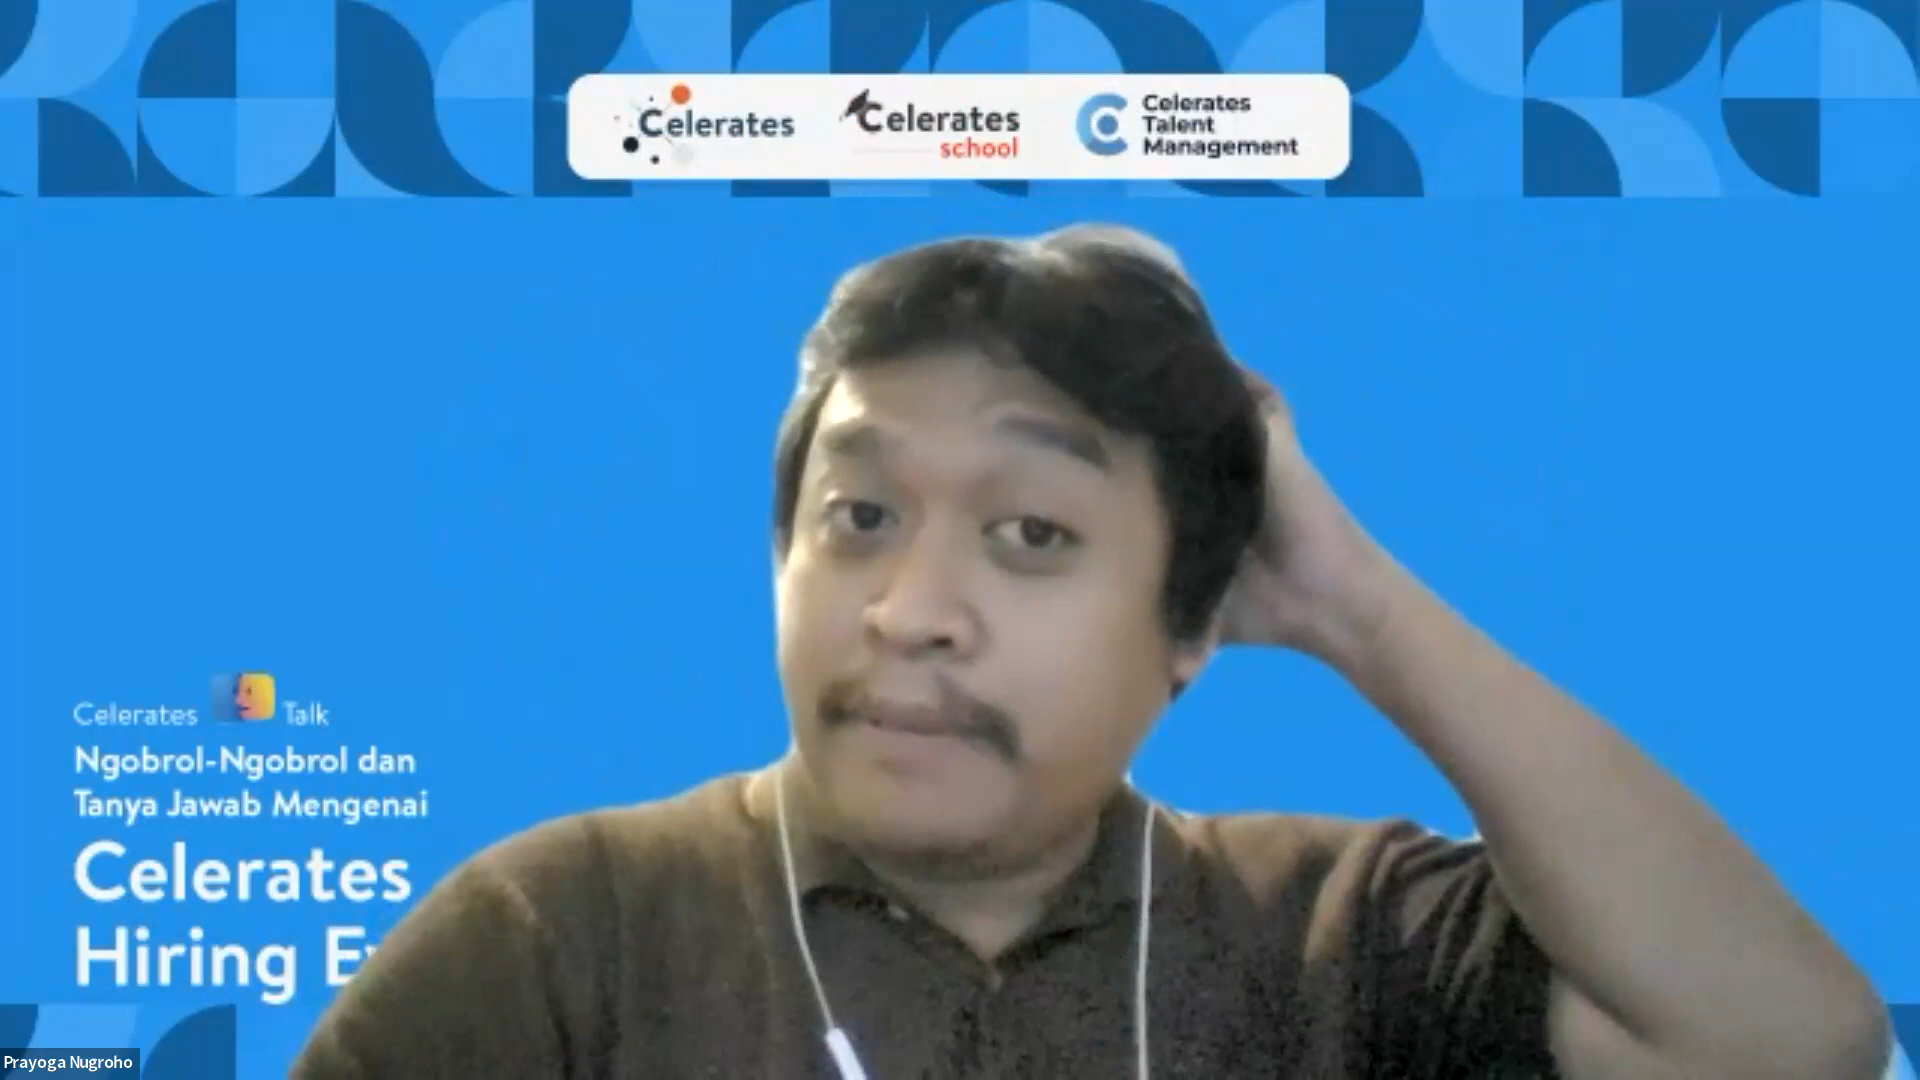 Celerates
Celerates
school
Celerates
Talent
Management
Celerates Talk
Ngobrol-Ngobrol dan
Tanya Jawab Mengenai
Celerates
Hiring
Prayoga Nugroho